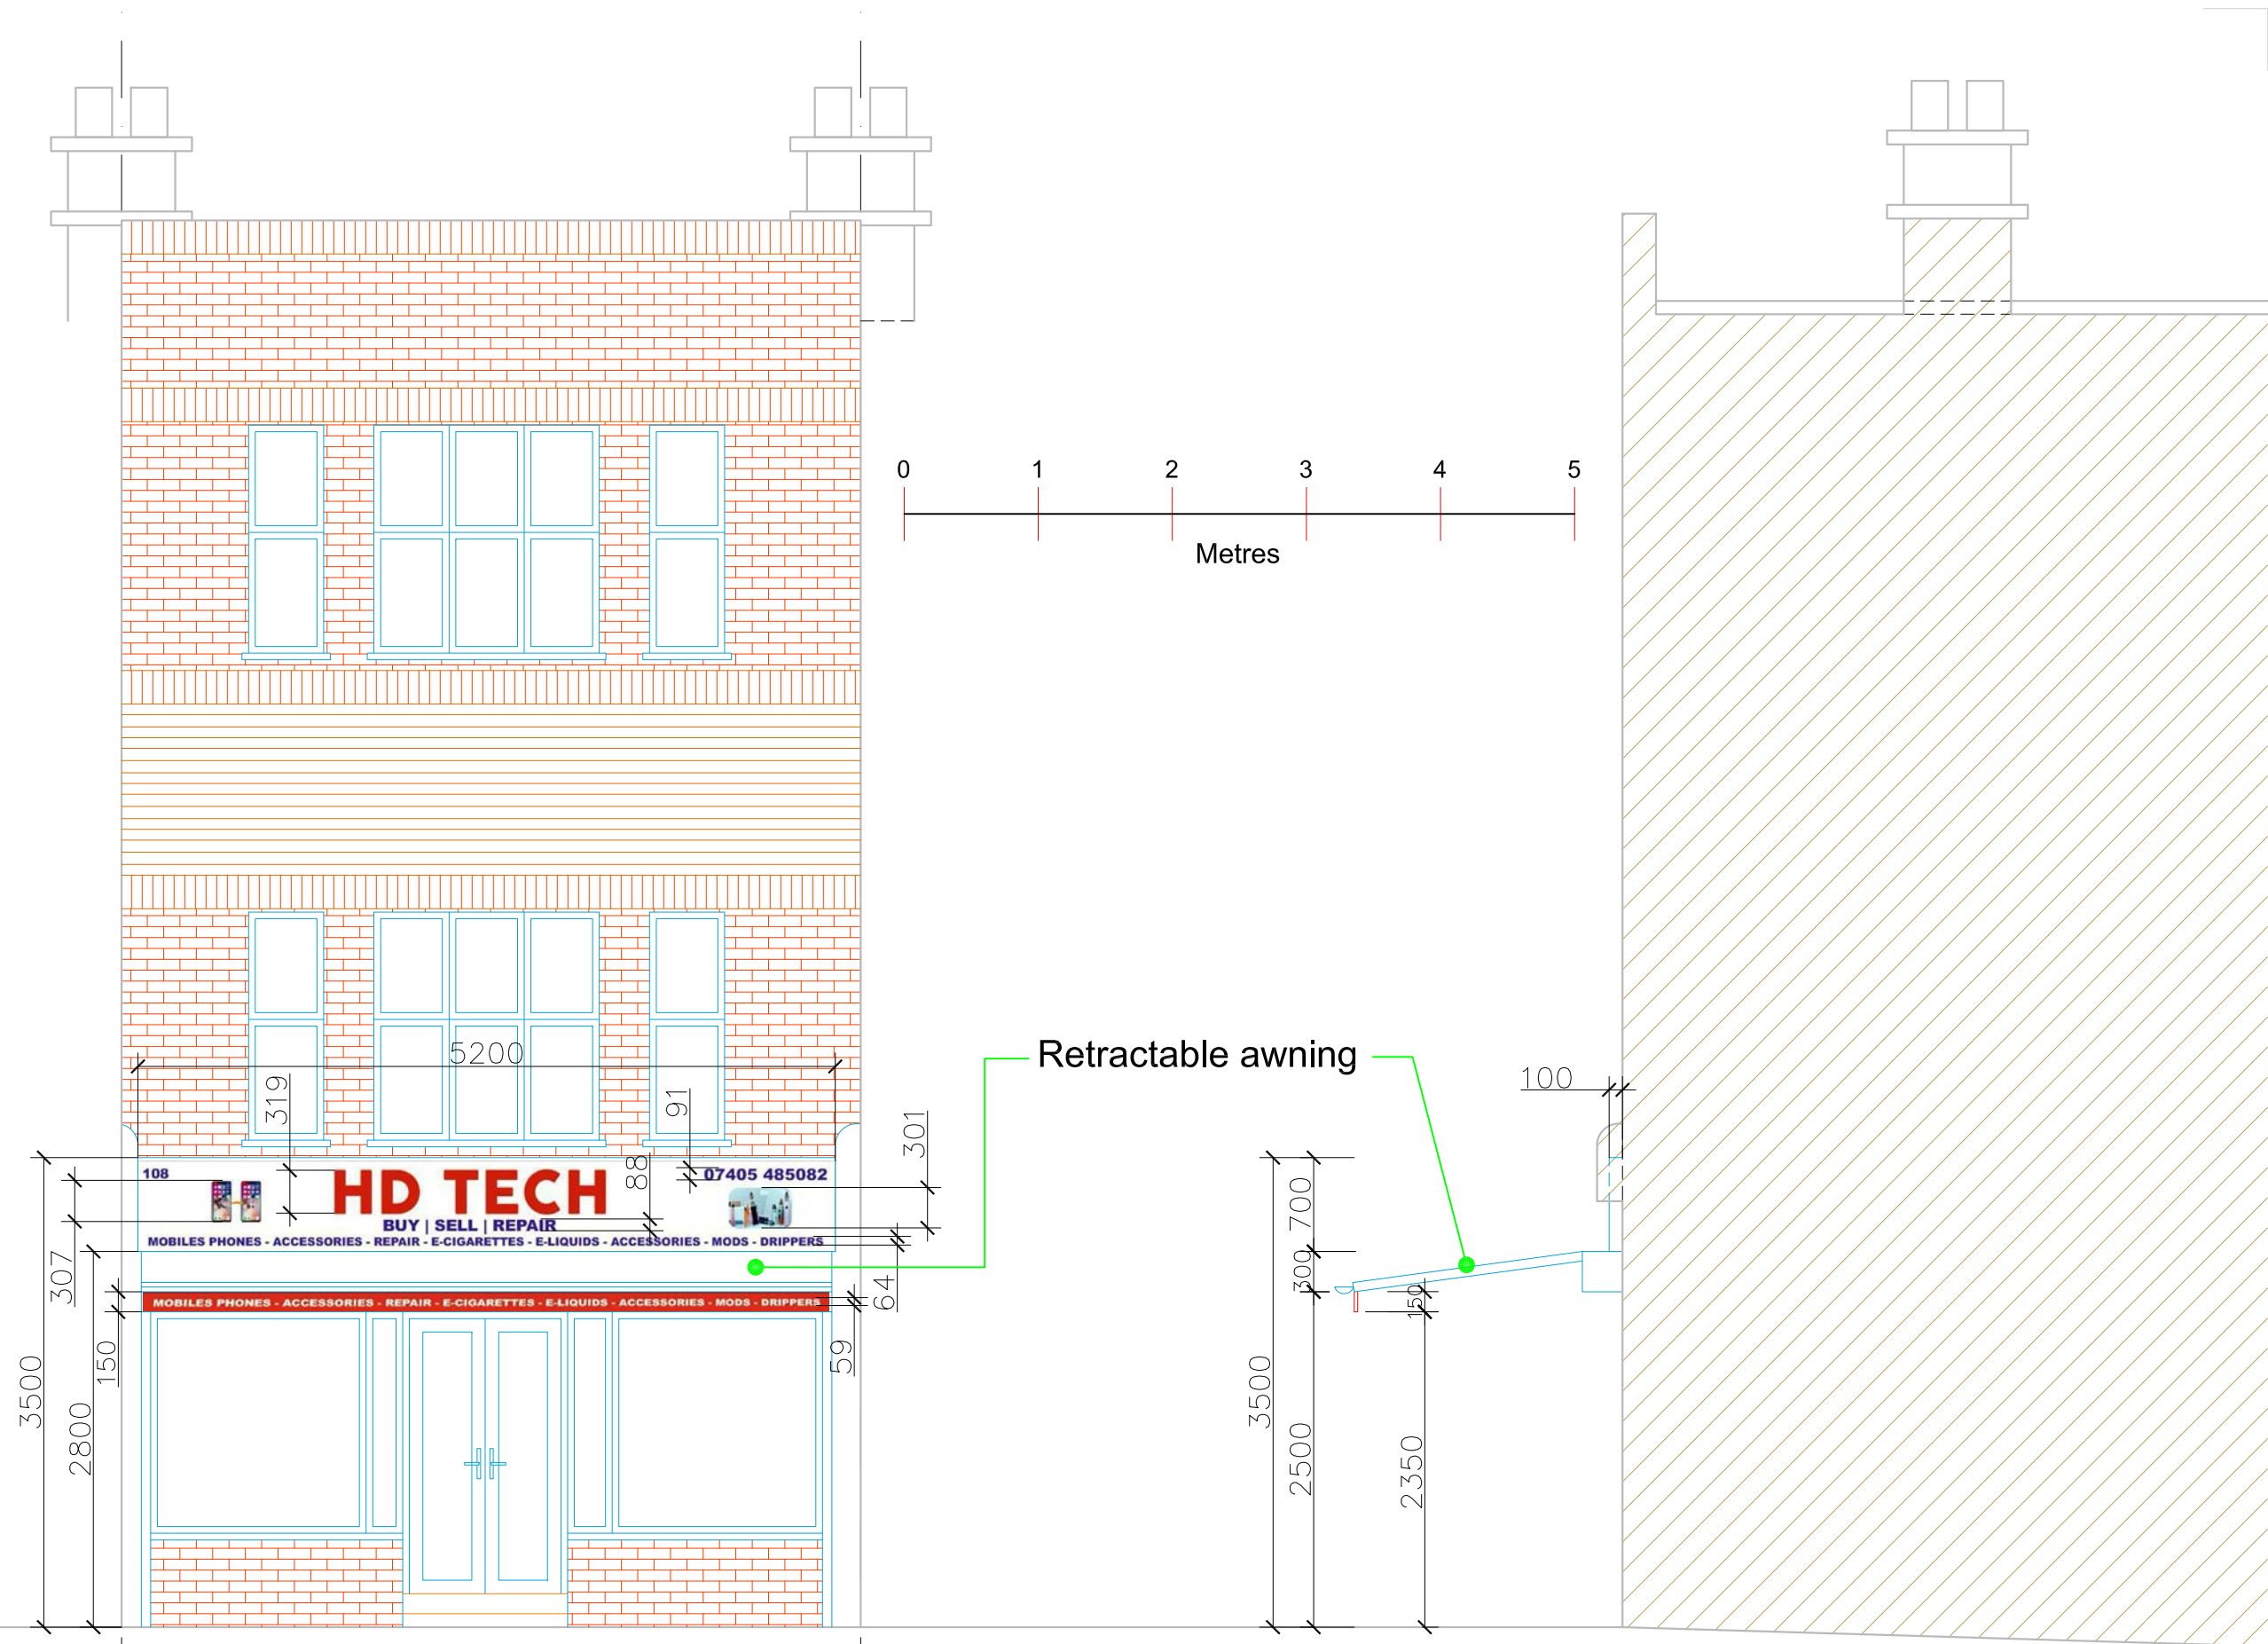 0 1 2 3 4 5
Metres
5200
Retractable awning
100
319
91
301
88
108
HD TECH
07405 485082
BUY | SELL | REPAIR
MOBILES PHONES - ACCESSORIES - REPAIR - E-CIGARETTES - E-LIQUIDS - ACCESSORIES - MODS - DRIPPERS
307
64
MOBILES PHONES - ACCESSORIES - REPAIR - E-CIGARETTES - E-LIQUIDS - ACCESSORIES - MODS - DRIPPERS
150
59
3500
2800
700
300
150
3500
2500
2350